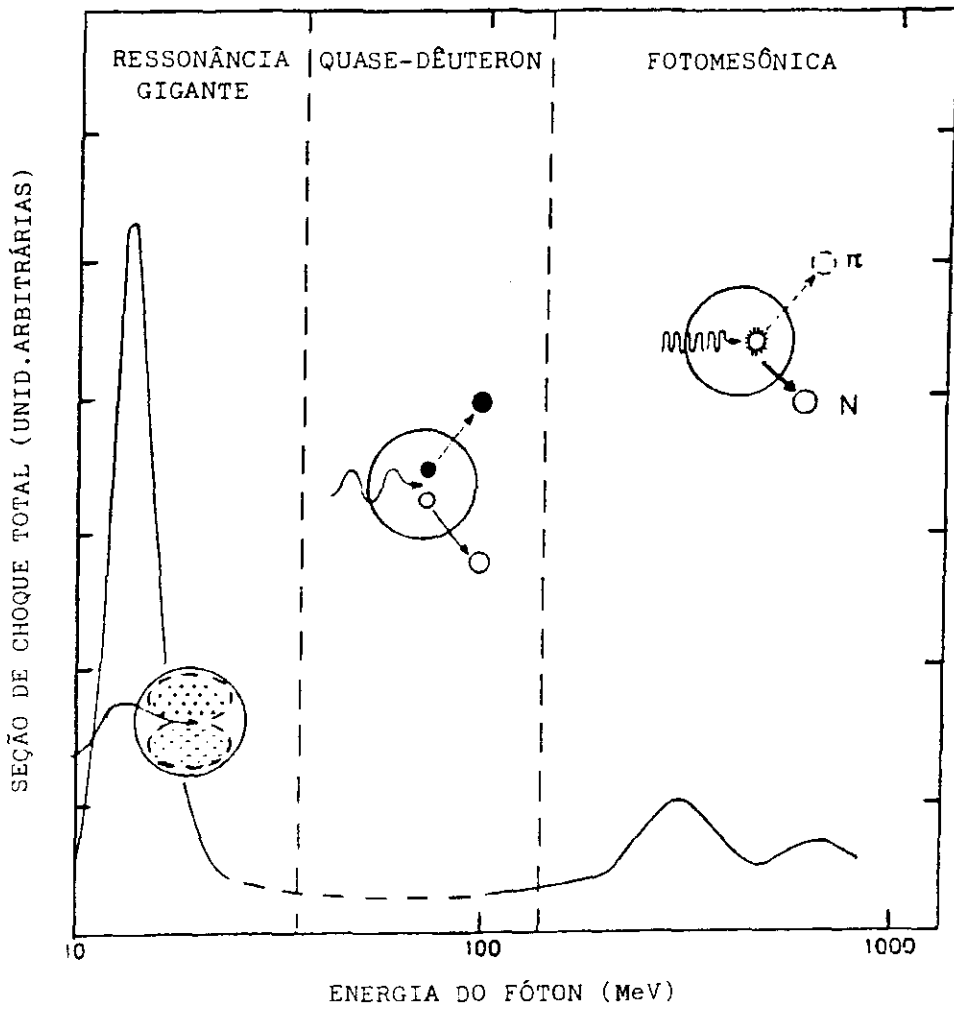 RESSONÂNCIA
GIGANTE
QUASE-DÊUTERON
FOTOMESÔNICA
SEÇÃO DE CHOQUE TOTAL (UNID.ARBITRÁRIAS)
π
N
10
100
1000
ENERGIA DO FÓTON (MeV)